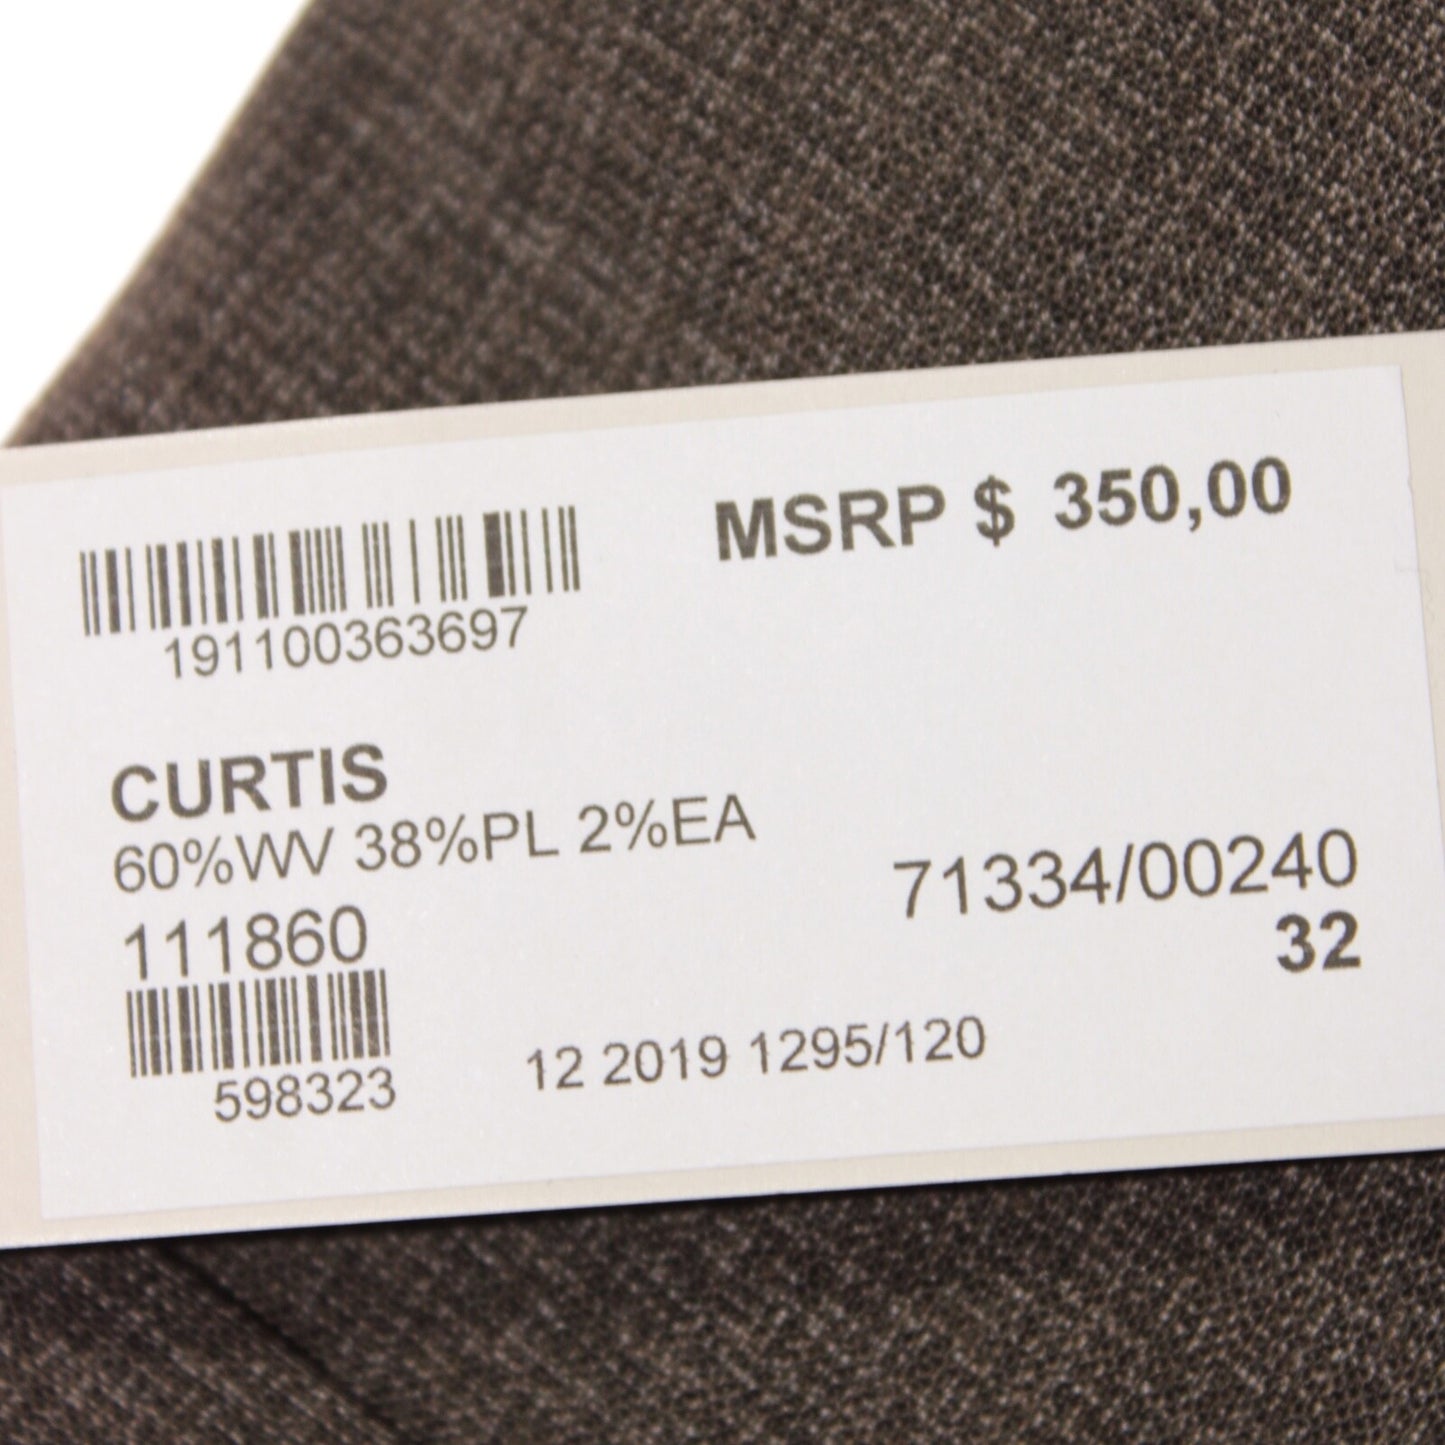 MSRP $ 350,00
191100363697
CURTIS
60%WV 38%PL 2%EA
71334/00240
111860
32
12 2019 1295/120
598323